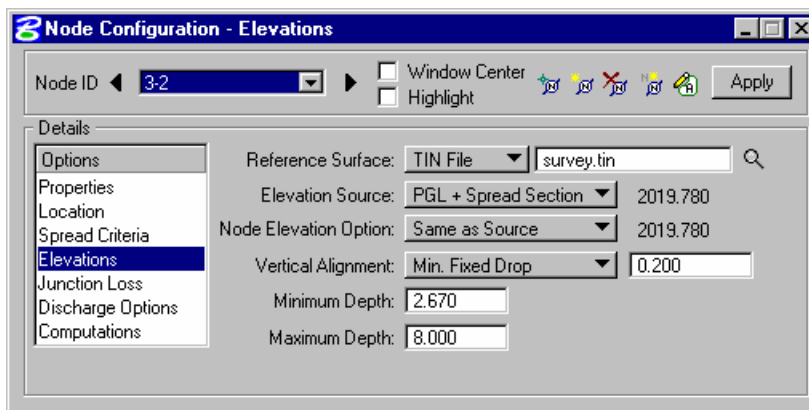 Node Configuration - Elevations
Node ID 3-2 Window Center Highlight Apply
Details
Options
Properties
Location
Spread Criteria
Elevations
Junction Loss
Discharge Options
Computations
Reference Surface: TIN File survey.tin
Elevation Source: PGL + Spread Section 2019.780
Node Elevation Option: Same as Source 2019.780
Vertical Alignment: Min. Fixed Drop 0.200
Minimum Depth: 2.670
Maximum Depth: 8.000